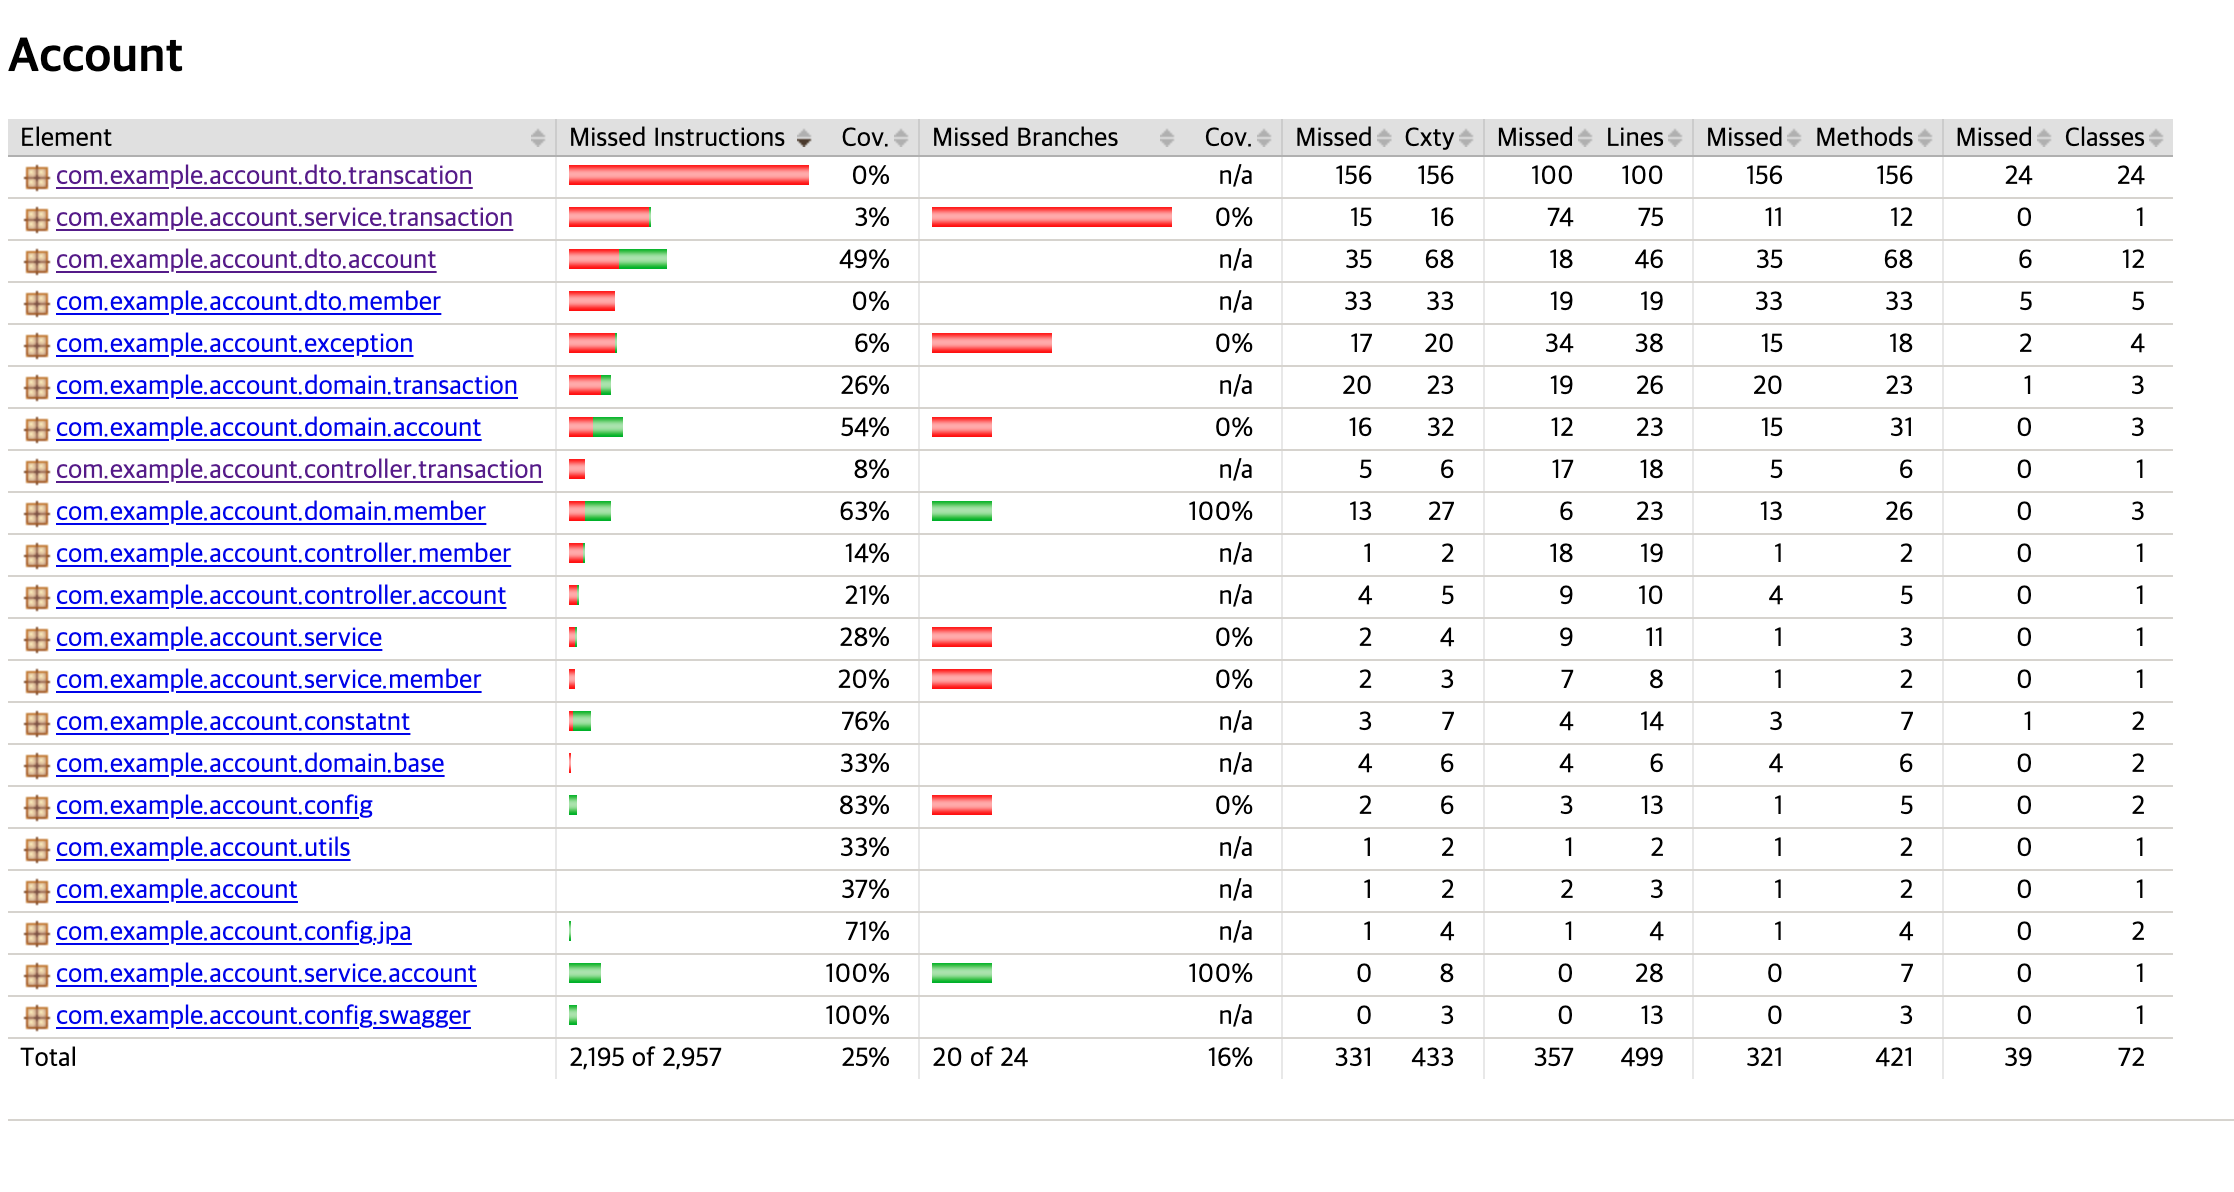 Account
Element Missed Instructions Cov. Missed Branches Cov. Missed Cxty Missed Lines Missed Methods Missed Classes
com.example.account.dto.transcation 0% n/a 156 156 100 100 156 156 24 24
com.example.account.service.transaction 3% 0% 15 16 74 75 11 12 0 1
com.example.account.dto.account 49% n/a 35 68 18 46 35 68 6 12
com.example.account.dto.member 0% n/a 33 33 19 19 33 33 5 5
com.example.account.exception 6% 0% 17 20 34 38 15 18 2 4
com.example.account.domain.transaction 26% n/a 20 23 19 26 20 23 1 3
com.example.account.domain.account 54% 0% 16 32 12 23 15 31 0 3
com.example.account.controller.transaction 8% n/a 5 6 17 18 5 6 0 1
com.example.account.domain.member 63% 100% 13 27 6 23 13 26 0 3
com.example.account.controller.member 14% n/a 1 2 18 19 1 2 0 1
com.example.account.controller.account 21% n/a 4 5 9 10 4 5 0 1
com.example.account.service 28% 0% 2 4 9 11 1 3 0 1
com.example.account.service.member 20% 0% 2 3 7 8 1 2 0 1
com.example.account.constatnt 76% n/a 3 7 4 14 3 7 1 2
com.example.account.domain.base 33% n/a 4 6 4 6 4 6 0 2
com.example.account.config 83% 0% 2 6 3 13 1 5 0 2
com.example.account.utils 33% n/a 1 2 1 2 1 2 0 1
com.example.account 37% n/a 1 2 2 3 1 2 0 1
com.example.account.config.jpa 71% n/a 1 4 1 4 1 4 0 2
com.example.account.service.account 100% 100% 0 8 0 28 0 7 0 1
com.example.account.config.swagger 100% n/a 0 3 0 13 0 3 0 1
Total 2,195 of 2,957 25% 20 of 24 16% 331 433 357 499 321 421 39 72